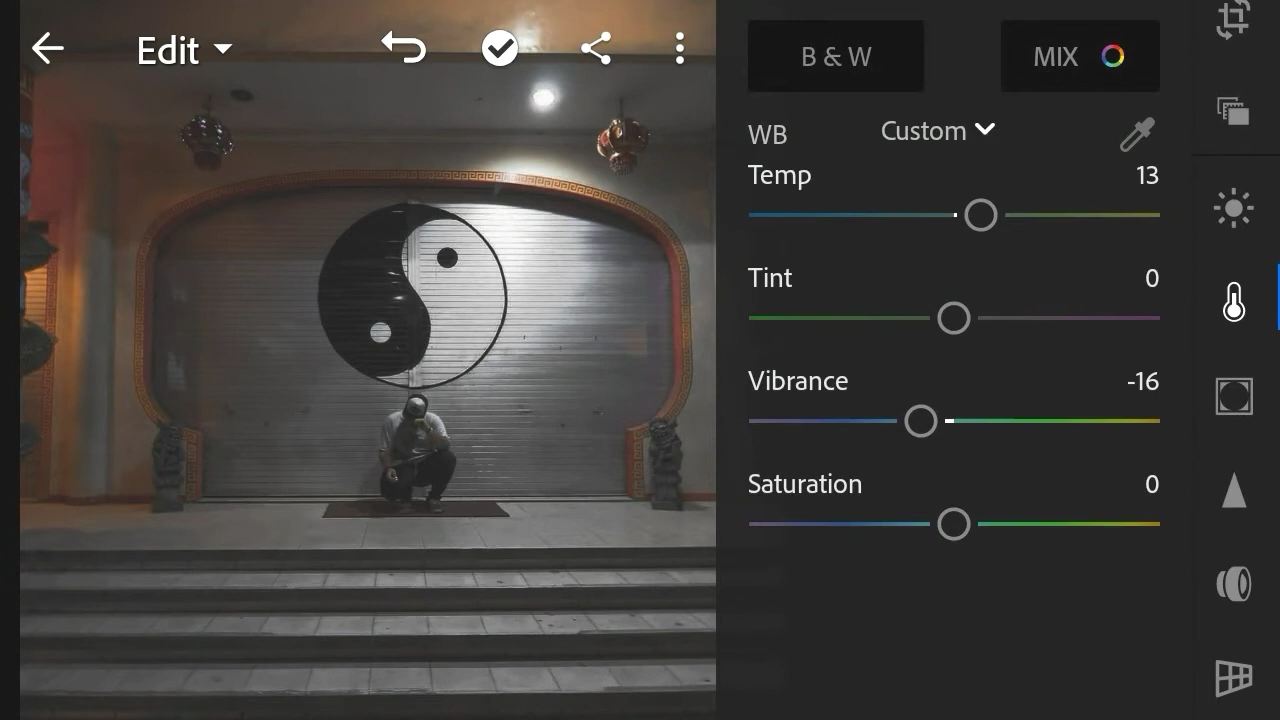 Edit
B & W
MIX
WB
Custom
Temp
13
Tint
0
Vibrance
-16
Saturation
0